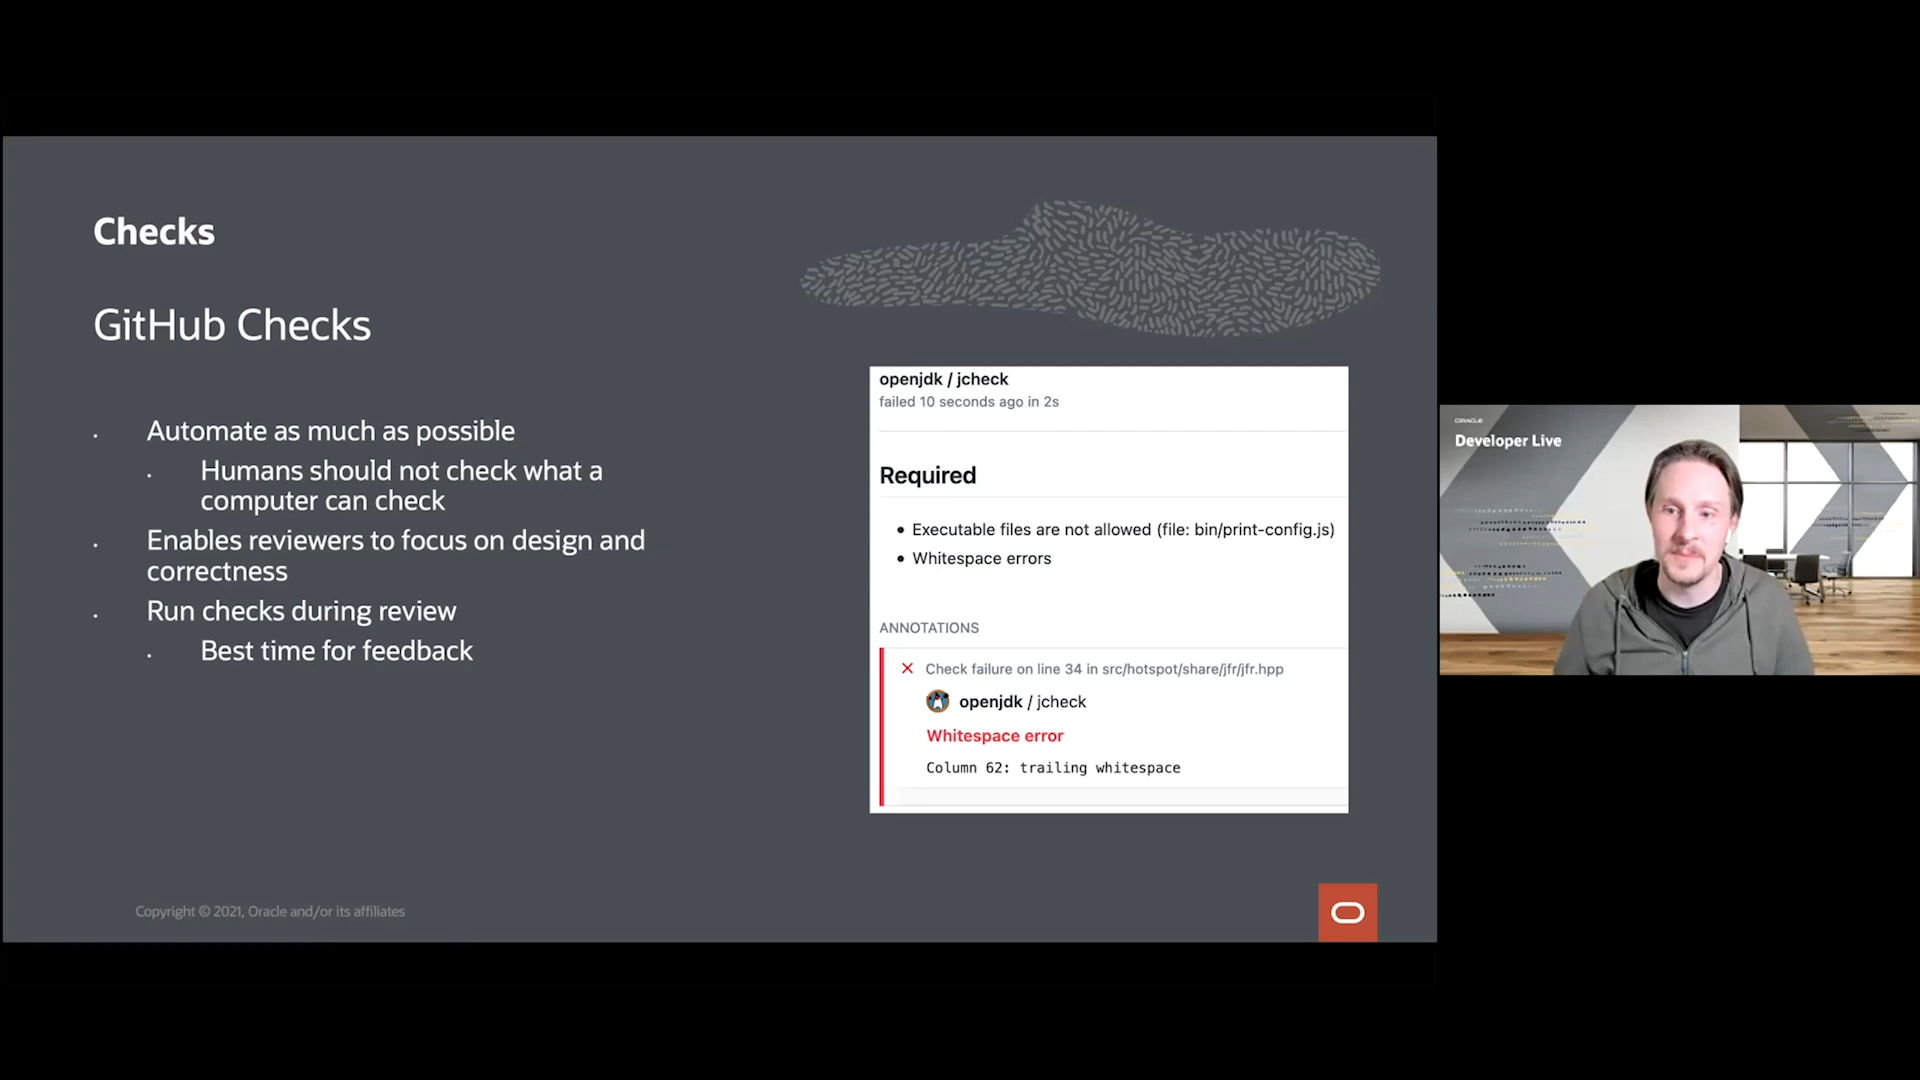 Checks
GitHub Checks
Automate as much as possible
Humans should not check what a
computer can check
Enables reviewers to focus on design and
correctness
Run checks during review
Best time for feedback
openjdk / jcheck
failed 10 seconds ago in 2s
Required
Executable files are not allowed (file: bin/print-config.js)
Whitespace errors
ANNOTATIONS
Check failure on line 34 in src/hotspot/share/jfr/jfr.hpp
openjdk / jcheck
Whitespace error
Column 62: trailing whitespace
Copyright © 2021, Oracle and/or its affiliates
ORACLE
Developer Live